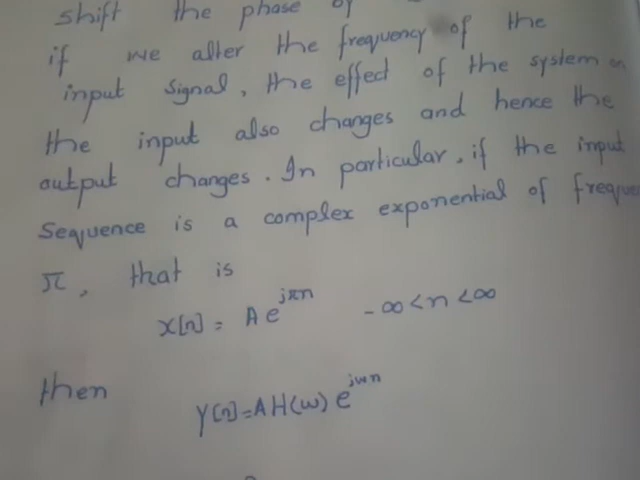 shift the phase of
if we alter the frequency of the
input signal, the effect of the system on
the input also changes and hence the
output changes. In particular, if the input
Sequence is a complex exponential of
π, that is
x[n] = A e^{jπn} -∞ < n < ∞
then
y[n] = A H(ω) e^{jωn}